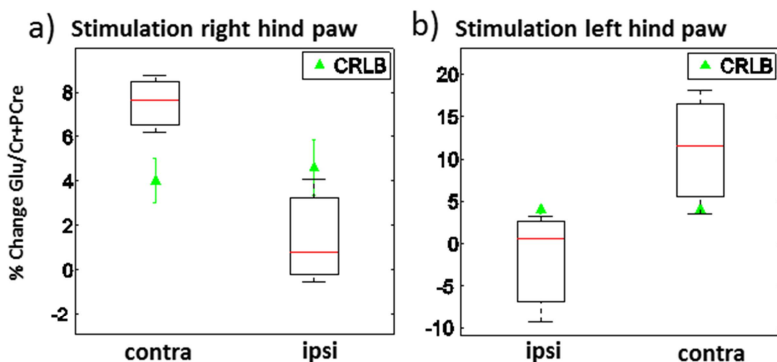 a) Stimulation right hind paw
b) Stimulation left hind paw
% Change Glu/Cr+PCre
8
6
4
2
0
-2
CRLB
contra
ipsi
20
15
10
5
0
-5
-10
CRLB
ipsi
contra